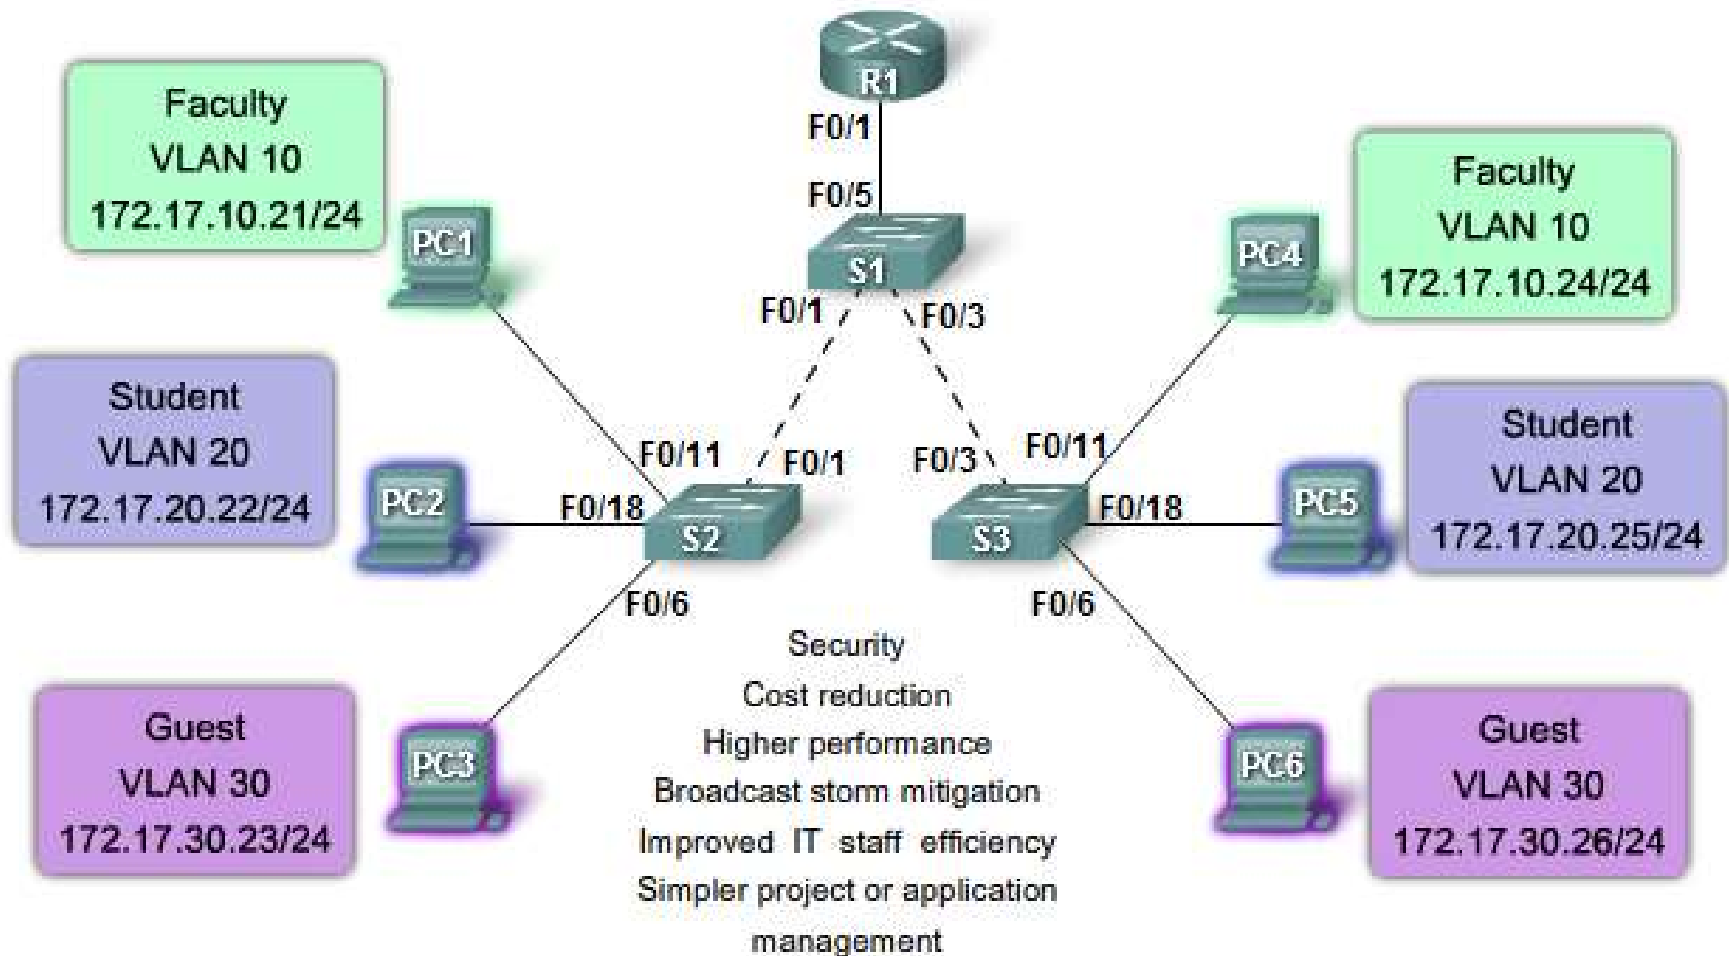 R1
F0/1
F0/5
S1
F0/1
F0/3
Faculty
VLAN 10
172.17.10.21/24
PC1
Student
VLAN 20
172.17.20.22/24
PC2
Guest
VLAN 30
172.17.30.23/24
PC3
F0/11
F0/1
F0/18
S2
F0/6
F0/3
F0/11
F0/18
S3
F0/6
Faculty
VLAN 10
172.17.10.24/24
PC4
Student
VLAN 20
172.17.20.25/24
PC5
Guest
VLAN 30
172.17.30.26/24
PC6
Security
Cost reduction
Higher performance
Broadcast storm mitigation
Improved IT staff efficiency
Simpler project or application
management